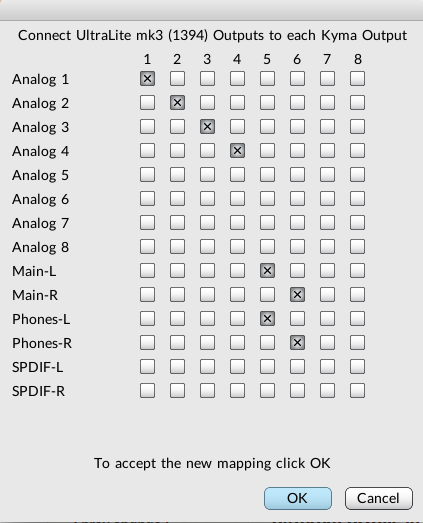 Connect UltraLite mk3 (1394) Outputs to each Kyma Output
1 2 3 4 5 6 7 8
Analog 1
Analog 2
Analog 3
Analog 4
Analog 5
Analog 6
Analog 7
Analog 8
Main-L
Main-R
Phones-L
Phones-R
SPDIF-L
SPDIF-R
To accept the new mapping click OK
OK Cancel